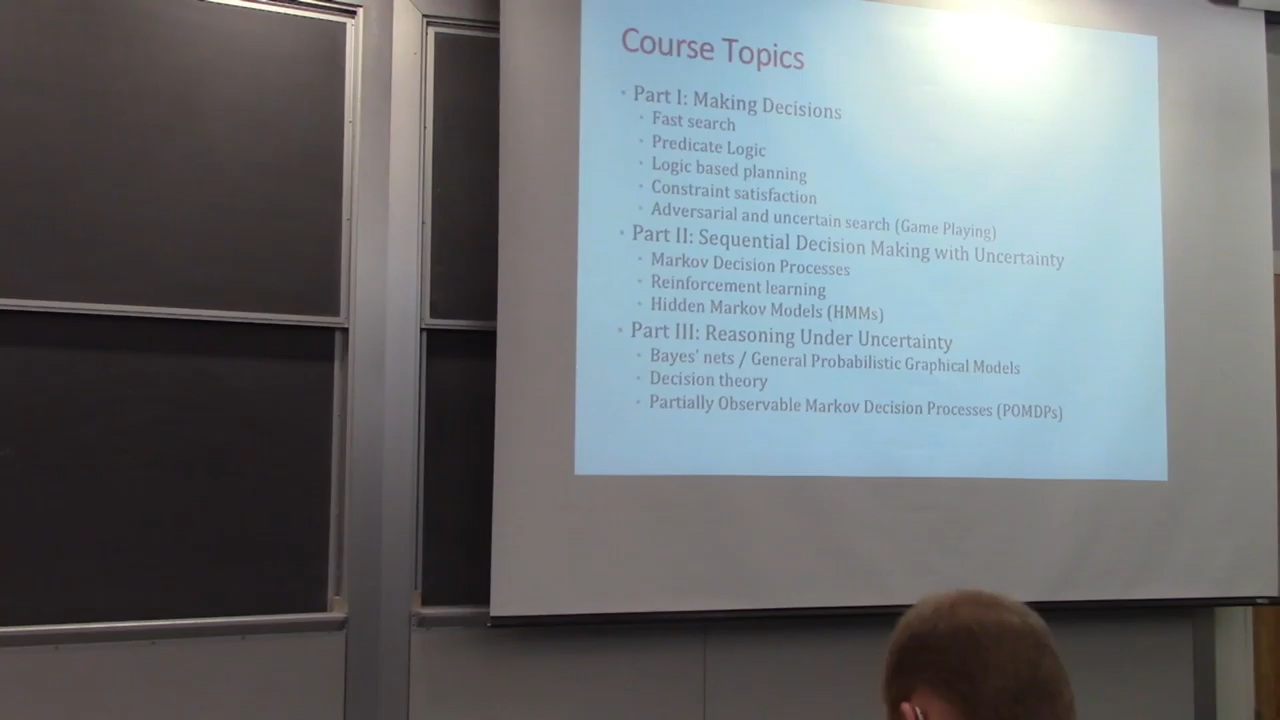 Course Topics
Part I: Making Decisions
Fast search
Predicate Logic
Logic based planning
Constraint satisfaction
Adversarial and uncertain search (Game Playing)
Part II: Sequential Decision Making with Uncertainty
Markov Decision Processes
Reinforcement learning
Hidden Markov Models (HMMs)
Part III: Reasoning Under Uncertainty
Bayes' nets / General Probabilistic Graphical Models
Decision theory
Partially Observable Markov Decision Processes (POMDPs)